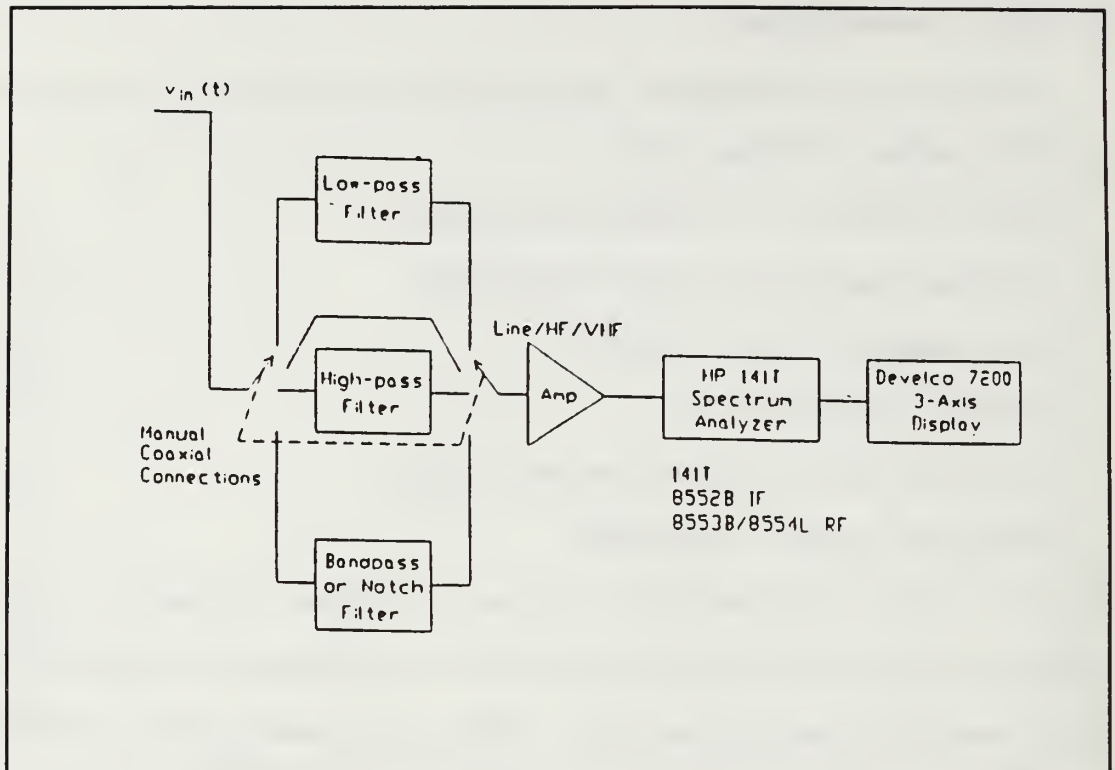 v_in (t)
Low-pass
Filter
Line/HF/VHF
High-pass
Filter
Amp
HP 141T
Spectrum
Analyzer
Develco 7200
3-Axis
Display
Manual
Coaxial
Connections
141T
8552B IF
8553B/8554L RF
Bandpass
or Notch
Filter